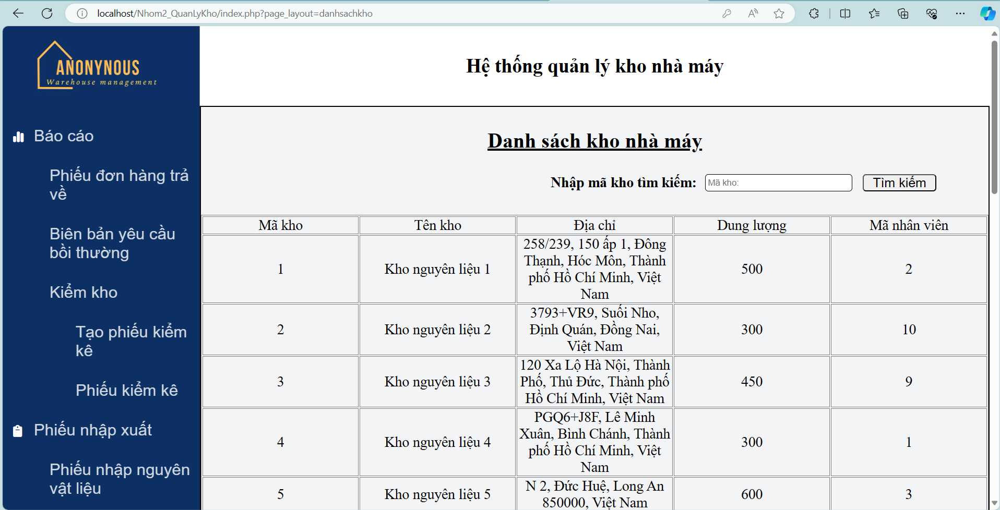 localhost/Nhom2_QuanLyKho/index.php?page_layout=danhsachkho
ANONYNOUS
Warehouse management
Báo cáo
Phiếu đơn hàng trả
về
Biên bản yêu cầu
bồi thường
Kiểm kho
Tạo phiếu kiểm
kê
Phiếu kiểm kê
Phiếu nhập xuất
Phiếu nhập nguyên
vật liệu
Hệ thống quản lý kho nhà máy
Danh sách kho nhà máy
Nhập mã kho tìm kiếm: Mã kho: Tìm kiếm
Mã kho Tên kho Địa chỉ Dung lượng Mã nhân viên
1 Kho nguyên liệu 1 258/239, 150 ấp 1, Đông
Thạnh, Hóc Môn, Thành
phố Hồ Chí Minh, Việt
Nam 500 2
2 Kho nguyên liệu 2 3793+VR9, Suối Nho,
Định Quán, Đồng Nai,
Việt Nam 300 10
3 Kho nguyên liệu 3 120 Xa Lộ Hà Nội, Thành
Phố, Thủ Đức, Thành phố
Hồ Chí Minh, Việt Nam 450 9
4 Kho nguyên liệu 4 PGQ6+J8F, Lê Minh
Xuân, Bình Chánh, Thành
phố Hồ Chí Minh, Việt
Nam 300 1
5 Kho nguyên liệu 5 N 2, Đức Huệ, Long An
850000, Việt Nam 600 3